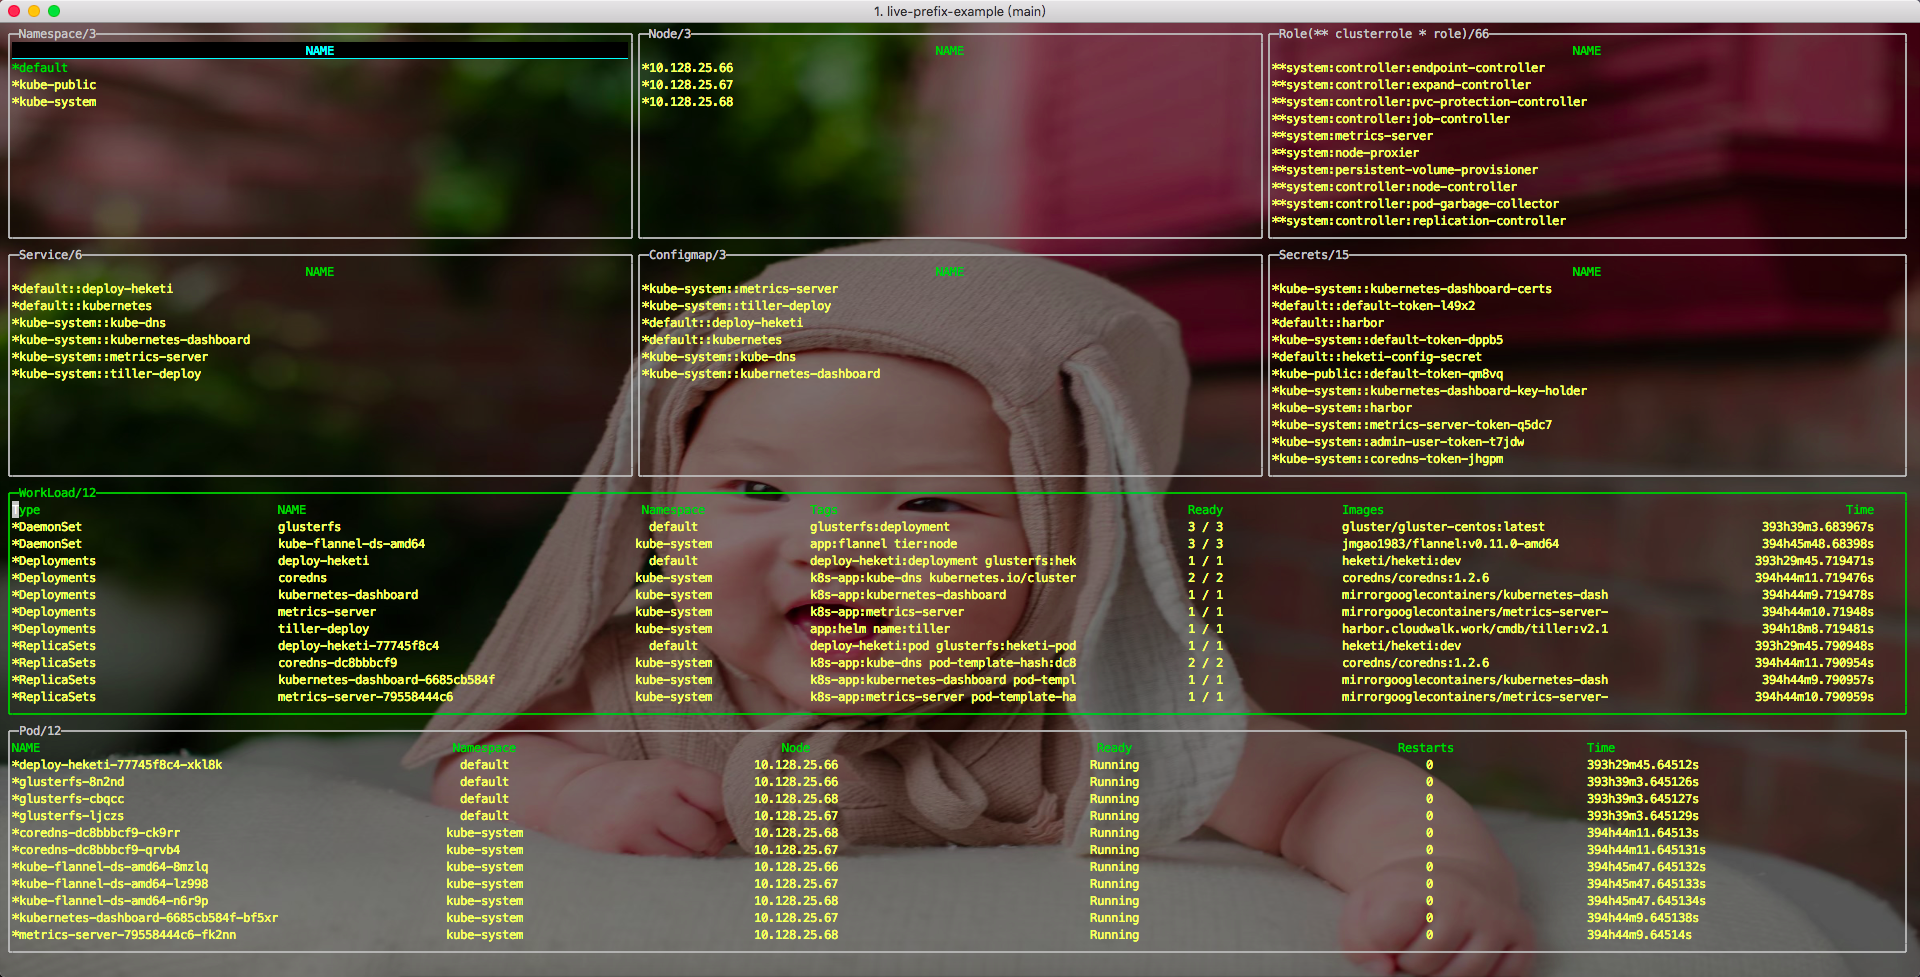 1. live-prefix-example (main)
Namespace/3
NAME
*default
*kube-public
*kube-system
Node/3
NAME
*10.128.25.66
*10.128.25.67
*10.128.25.68
Role(** clusterrole * role)/66
NAME
**system:controller:endpoint-controller
**system:controller:expand-controller
**system:controller:pvc-protection-controller
**system:controller:job-controller
**system:metrics-server
**system:node-proxier
**system:persistent-volume-provisioner
**system:controller:node-controller
**system:controller:pod-garbage-collector
**system:controller:replication-controller
Service/6
NAME
*default::deploy-heketi
*default::kubernetes
*kube-system::kube-dns
*kube-system::kubernetes-dashboard
*kube-system::metrics-server
*kube-system::tiller-deploy
Configmap/3
NAME
*kube-system::metrics-server
*kube-system::tiller-deploy
*default::deploy-heketi
*default::kubernetes
*kube-system::kube-dns
*kube-system::kubernetes-dashboard
Secrets/15
NAME
*kube-system::kubernetes-dashboard-certs
*default::default-token-l49x2
*default::harbor
*kube-system::default-token-dppb5
*default::heketi-config-secret
*kube-public::default-token-qm8vq
*kube-system::kubernetes-dashboard-key-holder
*kube-system::harbor
*kube-system::metrics-server-token-q5dc7
*kube-system::admin-user-token-t7jdw
*kube-system::coredns-token-jhgpm
WorkLoad/12
Type NAME Namespace Tags Ready Images Time
*DaemonSet glusterfs default glusterfs:deployment 3 / 3 gluster/gluster-centos:latest 393h39m3.683967s
*DaemonSet kube-flannel-ds-amd64 kube-system app:flannel tier:node 3 / 3 jmgao1983/flannel:v0.11.0-amd64 394h45m48.68398s
*Deployments deploy-heketi default deploy-heketi:deployment glusterfs:hek 1 / 1 heketi/heketi:dev 393h29m45.719471s
*Deployments coredns kube-system k8s-app:kube-dns kubernetes.io/cluster 2 / 2 coredns/coredns:1.2.6 394h44m11.719476s
*Deployments kubernetes-dashboard kube-system k8s-app:kubernetes-dashboard 1 / 1 mirrorgooglecontainers/kubernetes-dash 394h44m9.719478s
*Deployments metrics-server kube-system k8s-app:metrics-server 1 / 1 mirrorgooglecontainers/metrics-server- 394h44m10.71948s
*Deployments tiller-deploy kube-system app:helm name:tiller 1 / 1 harbor.cloudwalk.work/cmdb/tiller:v2.1 394h18m8.719481s
*ReplicaSets deploy-heketi-77745f8c4 default deploy-heketi:pod glusterfs:heketi-pod 1 / 1 heketi/heketi:dev 393h29m45.790948s
*ReplicaSets coredns-dc8bbbcf9 kube-system k8s-app:kube-dns pod-template-hash:dc8 2 / 2 coredns/coredns:1.2.6 394h44m11.790954s
*ReplicaSets kubernetes-dashboard-6685cb584f kube-system k8s-app:kubernetes-dashboard pod-templ 1 / 1 mirrorgooglecontainers/kubernetes-dash 394h44m9.790957s
*ReplicaSets metrics-server-79558444c6 kube-system k8s-app:metrics-server pod-template-ha 1 / 1 mirrorgooglecontainers/metrics-server- 394h44m10.790959s
Pod/12
NAME Namespace Node Ready Restarts Time
*deploy-heketi-77745f8c4-xkl8k default 10.128.25.66 Running 0 393h29m45.64512s
*glusterfs-8n2nd default 10.128.25.66 Running 0 393h39m3.645126s
*glusterfs-cbqcc default 10.128.25.68 Running 0 393h39m3.645127s
*glusterfs-ljczs default 10.128.25.67 Running 0 393h39m3.645129s
*coredns-dc8bbbcf9-ck9rr kube-system 10.128.25.68 Running 0 394h44m11.64513s
*coredns-dc8bbbcf9-qrvb4 kube-system 10.128.25.67 Running 0 394h44m11.645131s
*kube-flannel-ds-amd64-8mzlq kube-system 10.128.25.66 Running 0 394h45m47.645132s
*kube-flannel-ds-amd64-lz998 kube-system 10.128.25.67 Running 0 394h45m47.645133s
*kube-flannel-ds-amd64-n6r9p kube-system 10.128.25.68 Running 0 394h45m47.645134s
*kubernetes-dashboard-6685cb584f-bf5xr kube-system 10.128.25.67 Running 0 394h44m9.645138s
*metrics-server-79558444c6-fk2nn kube-system 10.128.25.68 Running 0 394h44m9.64514s